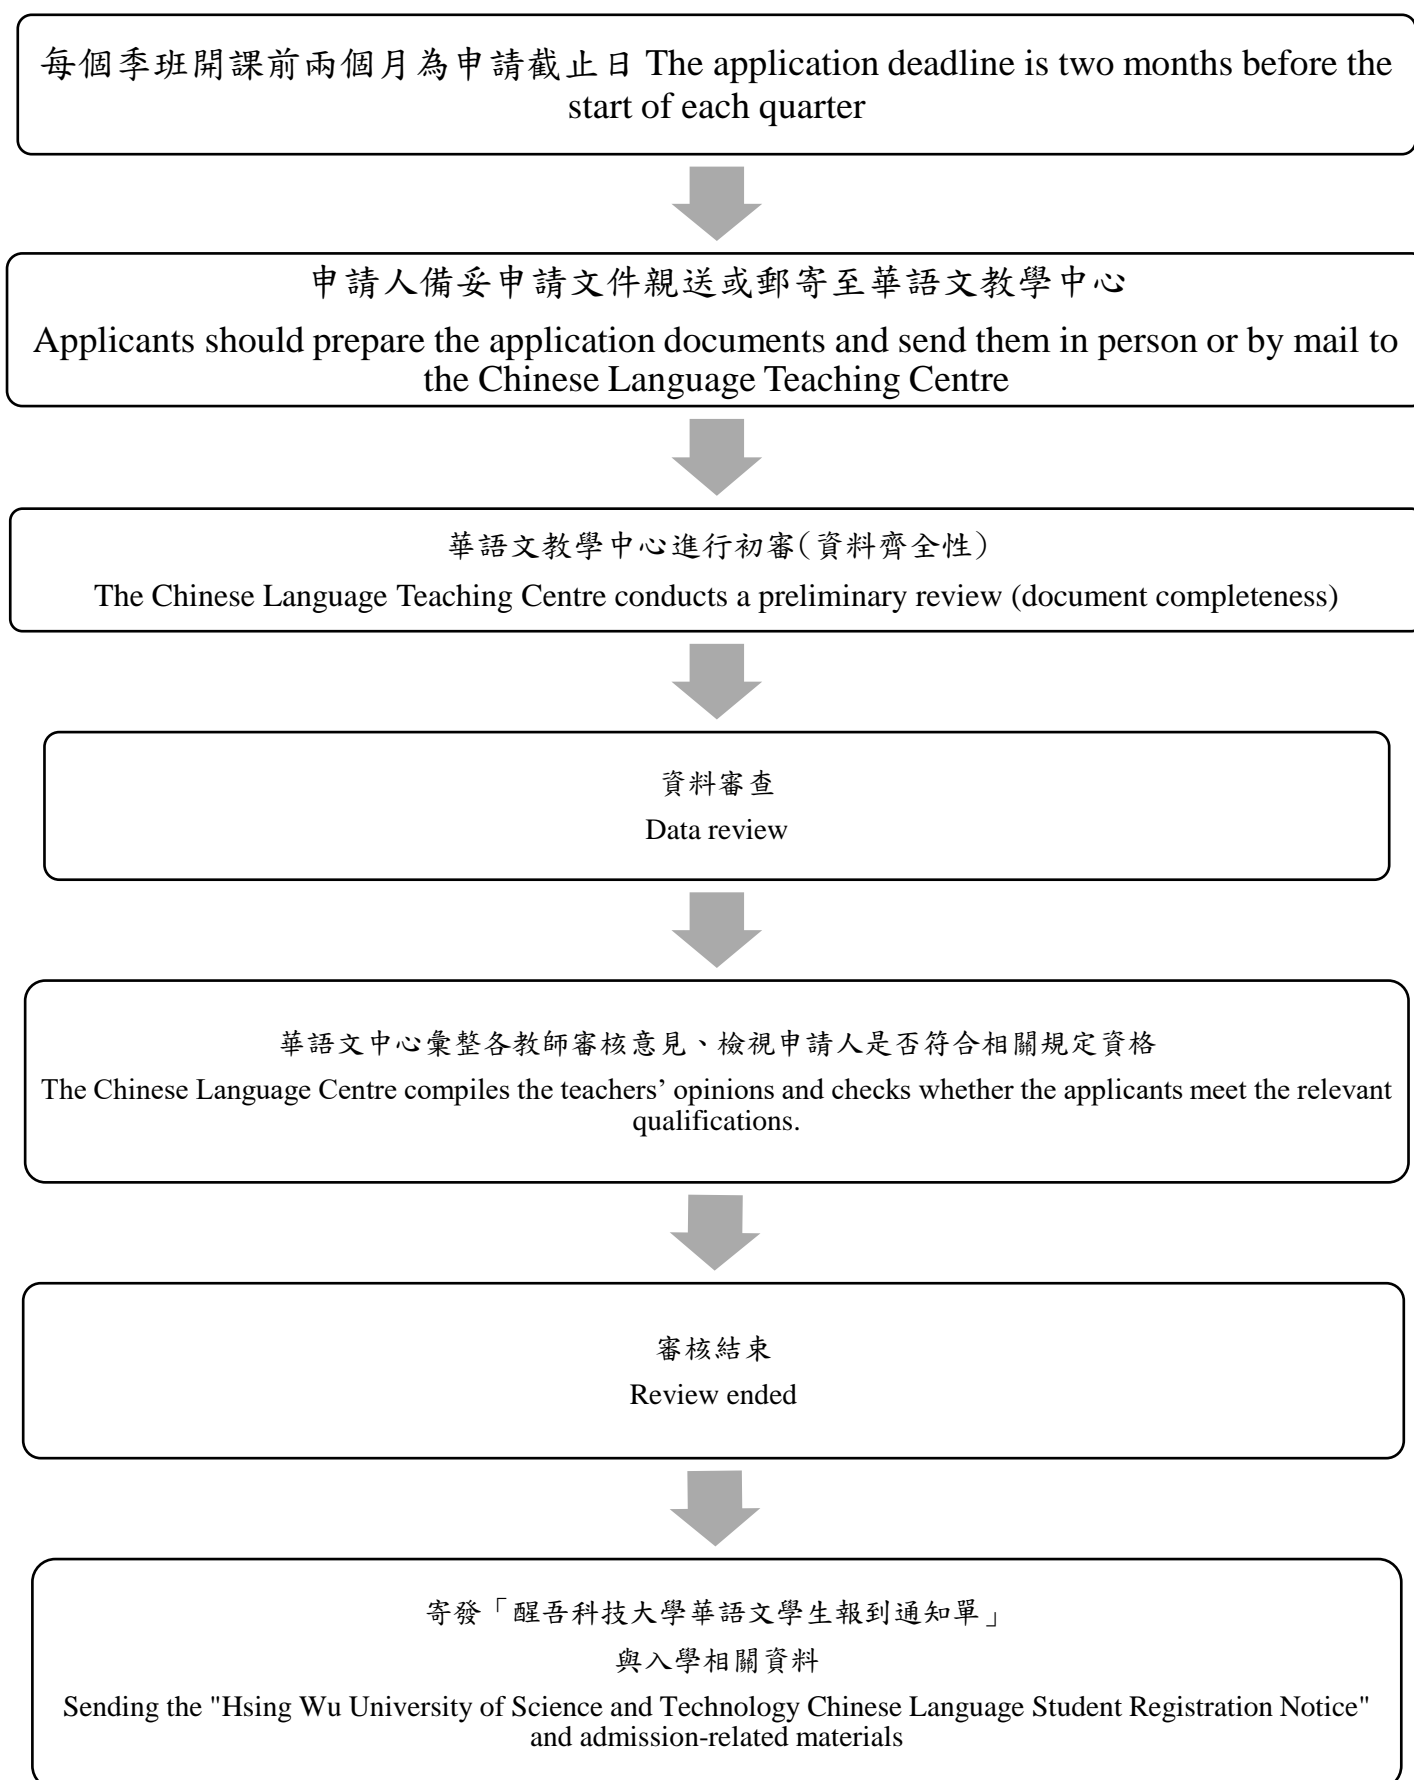 每個季班開課前兩個月為申請截止日 The application deadline is two months before the
start of each quarter
申請人備妥申請文件親送或郵寄至華語文教學中心
Applicants should prepare the application documents and send them in person or by mail to
the Chinese Language Teaching Centre
華語文教學中心進行初審(資料齊全性)
The Chinese Language Teaching Centre conducts a preliminary review (document completeness)
資料審查
Data review
華語文中心彙整各教師審核意見、檢視申請人是否符合相關規定資格
The Chinese Language Centre compiles the teachers’ opinions and checks whether the applicants meet the relevant
qualifications.
審核結束
Review ended
寄發「醒吾科技大學華語文學生報到通知單」
與入學相關資料
Sending the "Hsing Wu University of Science and Technology Chinese Language Student Registration Notice"
and admission-related materials